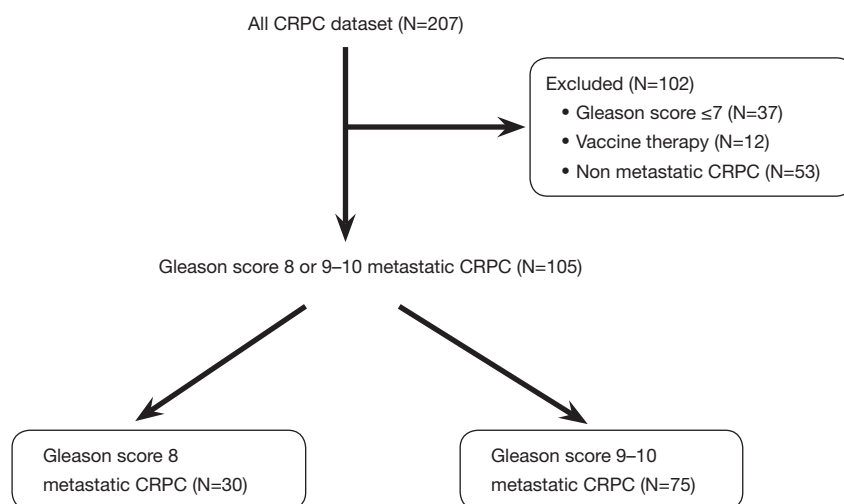 All CRPC dataset (N=207)
Excluded (N=102)
• Gleason score ≤7 (N=37)
• Vaccine therapy (N=12)
• Non metastatic CRPC (N=53)
Gleason score 8 or 9–10 metastatic CRPC (N=105)
Gleason score 8
metastatic CRPC (N=30)
Gleason score 9–10
metastatic CRPC (N=75)